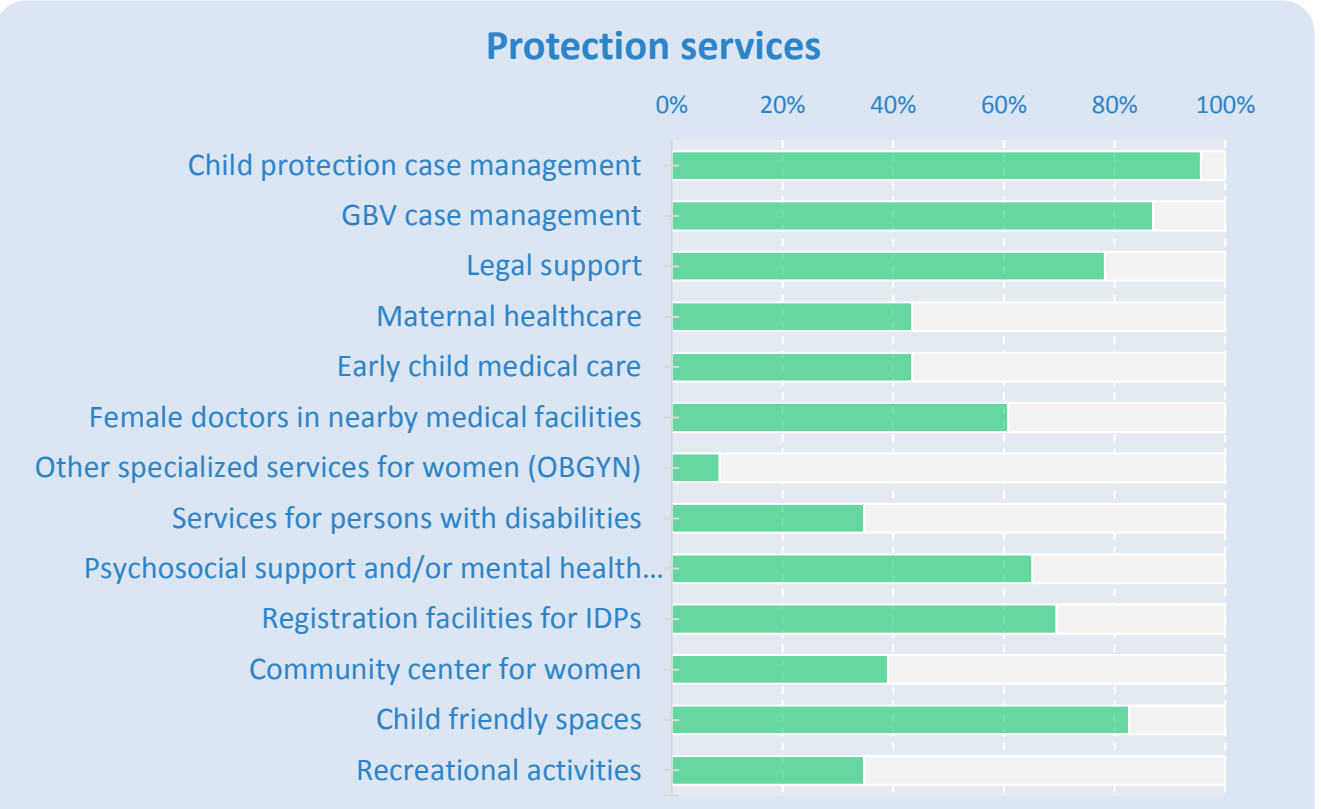 Protection services
0% 20% 40% 60% 80% 100%
Child protection case management
GBV case management
Legal support
Maternal healthcare
Early child medical care
Female doctors in nearby medical facilities
Other specialized services for women (OBGYN)
Services for persons with disabilities
Psychosocial support and/or mental health...
Registration facilities for IDPs
Community center for women
Child friendly spaces
Recreational activities